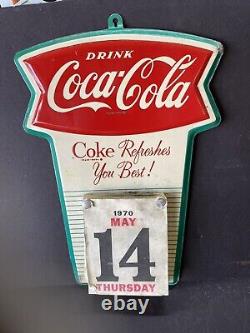 DRINK
Coca-Cola
Coke Refreshes
You Best!
1970
MAY
14
THURSDAY